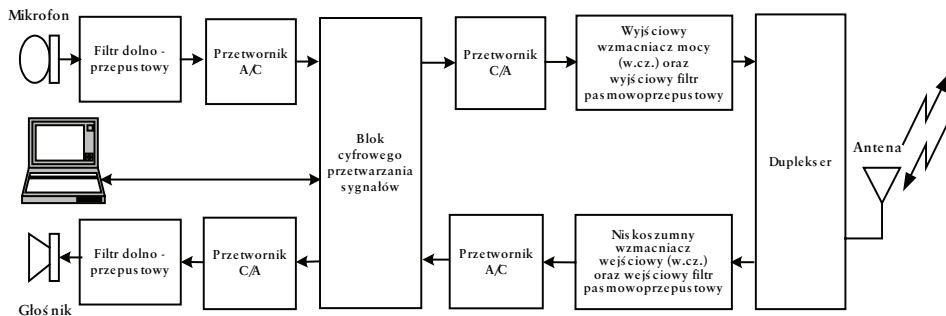 Mikrofon
Filtr dolno -
przepustowy
Przetwornik
A/C
Blok
cyfrowego
przetwarzania
sygnałów
Przetwornik
C/A
Wyjściowy
wzmacniacz mocy
(w.cz.) oraz
wyjściowy filtr
pasmowoprzepustowy
Duplekser
Antena
Głośnik
Filtr dolno -
przepustowy
Przetwornik
C/A
Przetwornik
A/C
Niskoszumny
wzmacniacz
wejściowy (w.cz.)
oraz wejściowy filtr
pasmowoprzepustowy